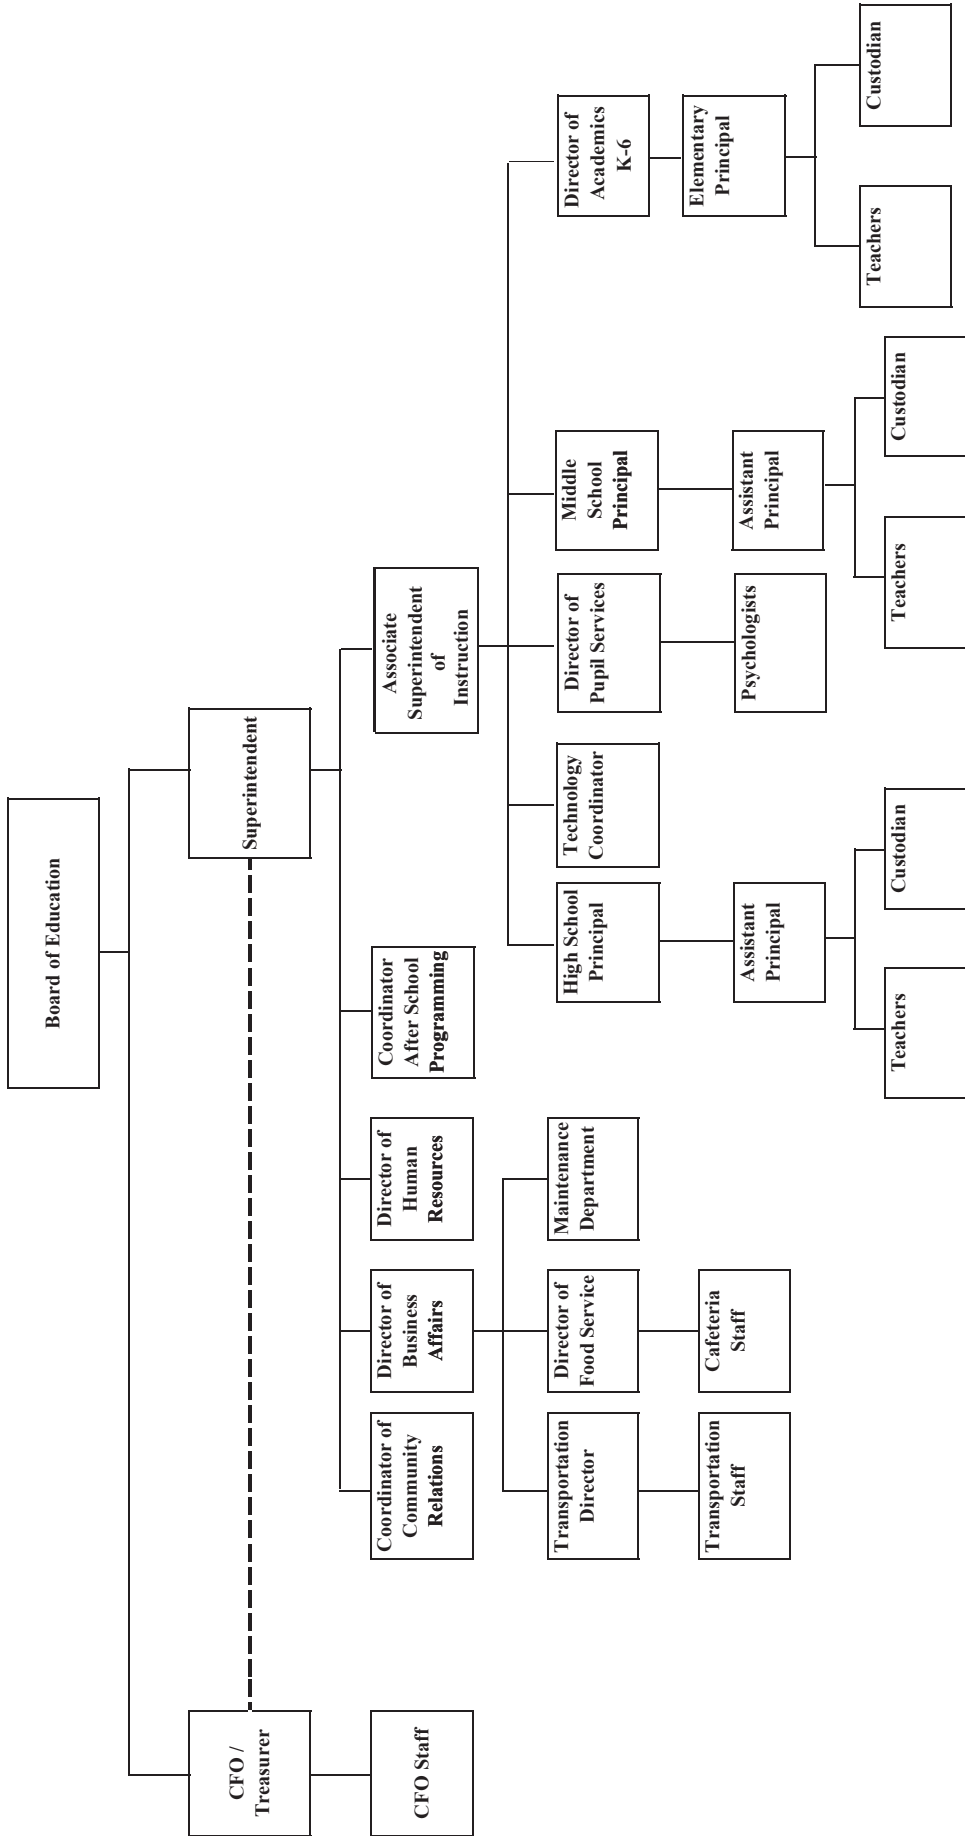 Board of Education
CFO /
Treasurer
Superintendent
CFO Staff
Coordinator of
Community
Relations
Director of
Business
Affairs
Director of
Human
Resources
Coordinator
After School
Programming
Associate
Superintendent
of
Instruction
Transportation
Director
Director of
Food Service
Maintenance
Department
High School
Principal
Technology
Coordinator
Director of
Pupil Services
Middle
School
Principal
Director of
Academics
K-6
Transportation
Staff
Cafeteria
Staff
Assistant
Principal
Psychologists
Assistant
Principal
Elementary
Principal
Teachers
Custodian
Teachers
Custodian
Teachers
Custodian